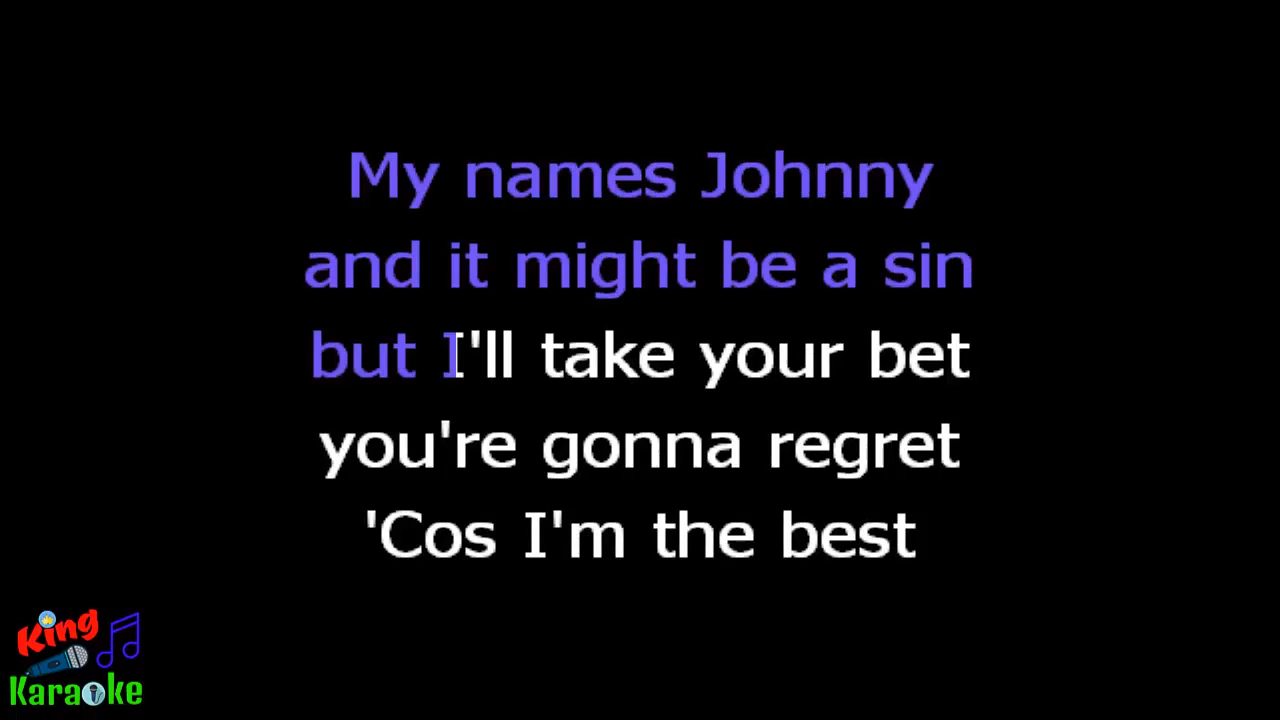 My names Johnny
and it might be a sin
but I'll take your bet
you're gonna regret
'Cos I'm the best
King
Karaoke